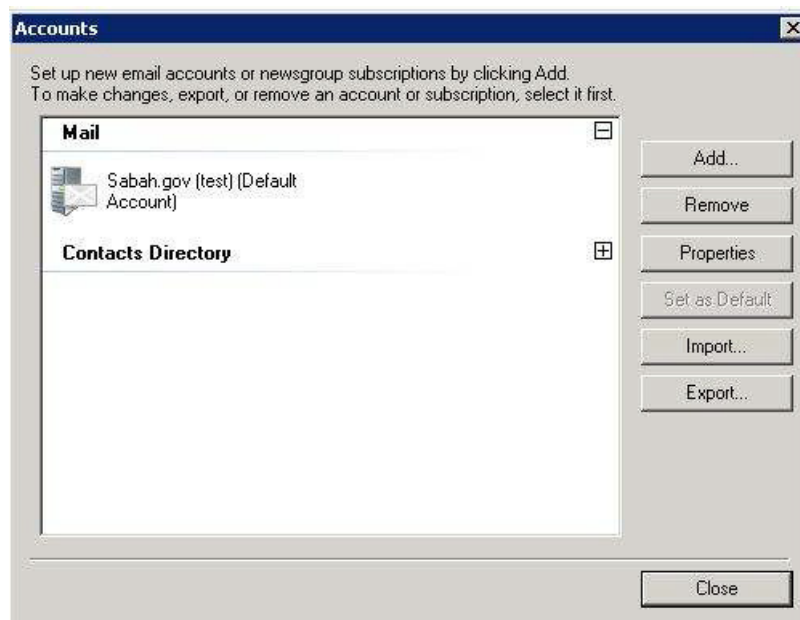 Accounts
Set up new email accounts or newsgroup subscriptions by clicking Add.
To make changes, export, or remove an account or subscription, select it first.
Mail
Sabah.gov (test) (Default
Account)
Contacts Directory
Add...
Remove
Properties
Set as Default
Import...
Export...
Close